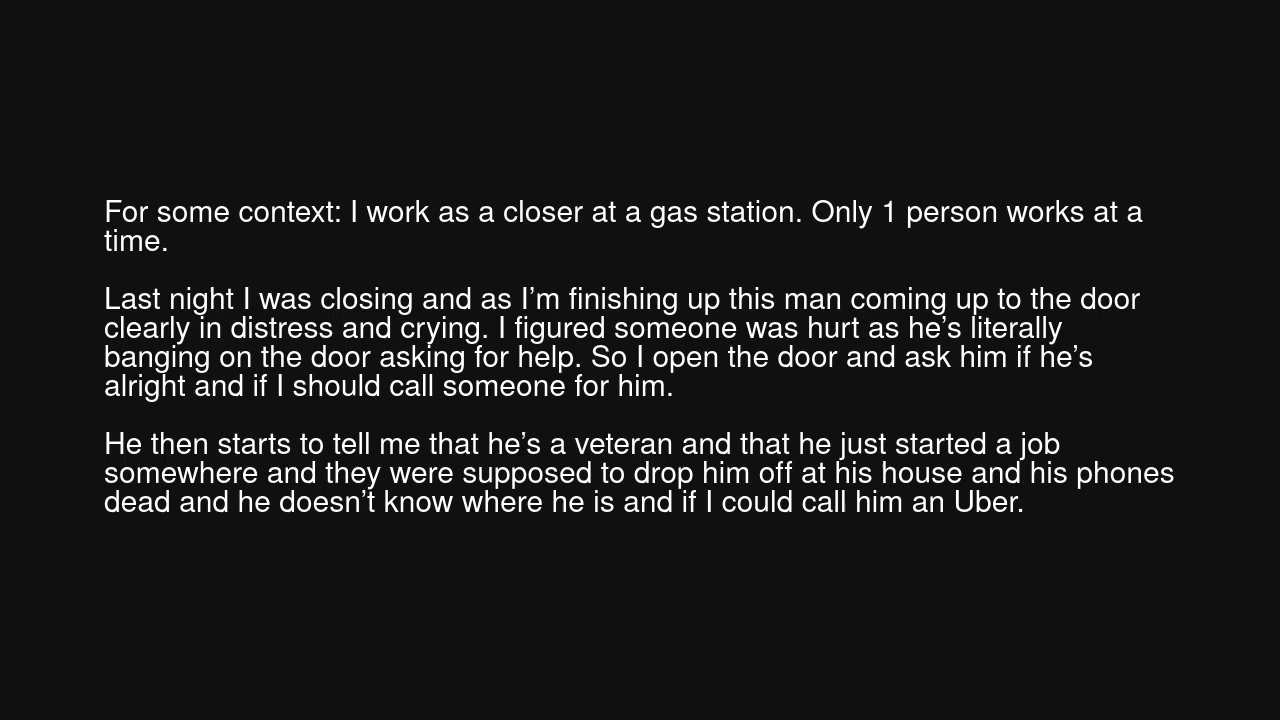 For some context: I work as a closer at a gas station. Only 1 person works at a
time.
Last night I was closing and as I’m finishing up this man coming up to the door
clearly in distress and crying. I figured someone was hurt as he’s literally
banging on the door asking for help. So I open the door and ask him if he’s
alright and if I should call someone for him.
He then starts to tell me that he’s a veteran and that he just started a job
somewhere and they were supposed to drop him off at his house and his phones
dead and he doesn’t know where he is and if I could call him an Uber.